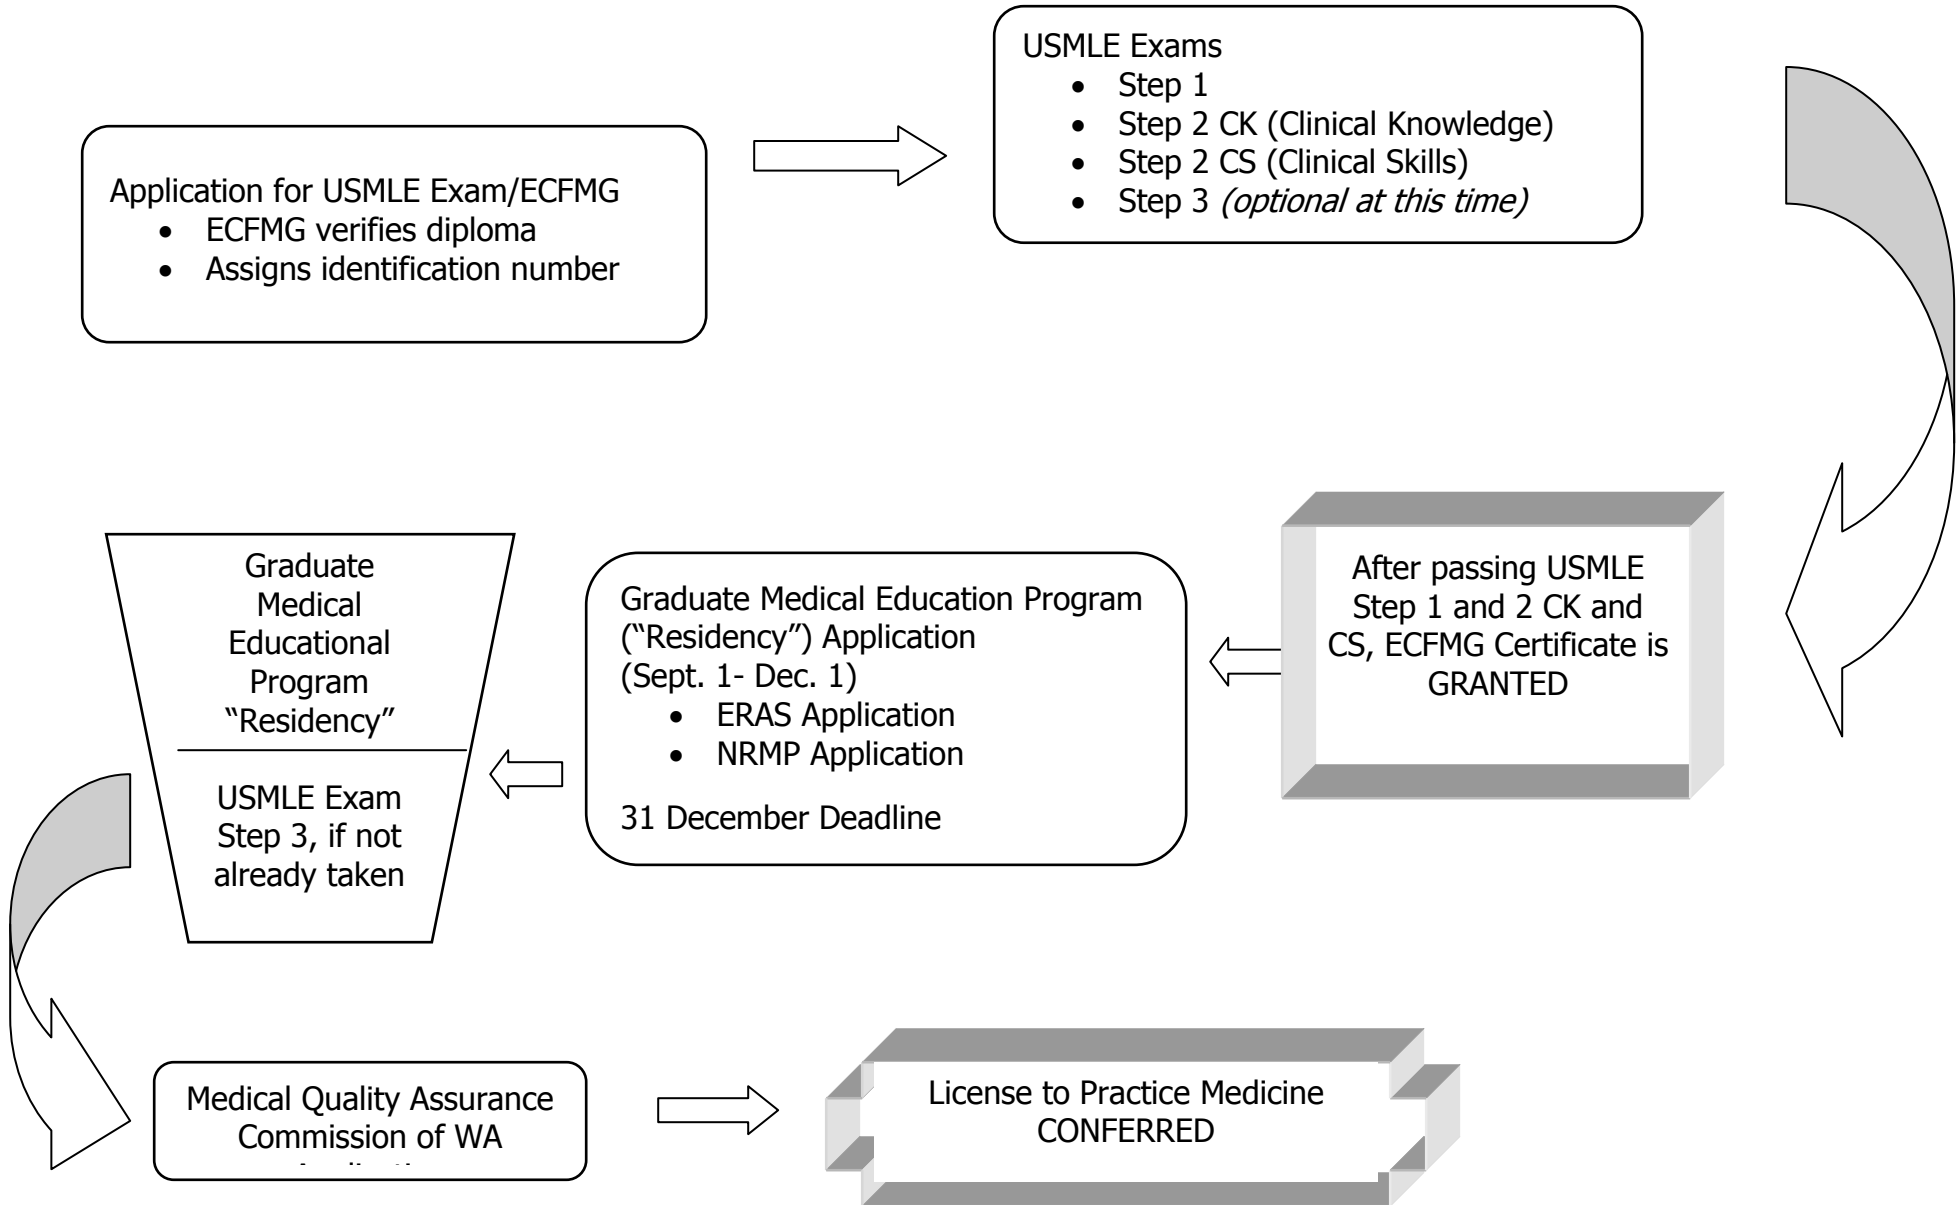 Application for USMLE Exam/ECFMG
• ECFMG verifies diploma
• Assigns identification number
USMLE Exams
• Step 1
• Step 2 CK (Clinical Knowledge)
• Step 2 CS (Clinical Skills)
• Step 3 (optional at this time)
After passing USMLE
Step 1 and 2 CK and
CS, ECFMG Certificate is
GRANTED
Graduate Medical Education Program
(“Residency”) Application
(Sept. 1- Dec. 1)
• ERAS Application
• NRMP Application
31 December Deadline
Graduate
Medical
Educational
Program
“Residency”
USMLE Exam
Step 3, if not
already taken
Medical Quality Assurance
Commission of WA
License to Practice Medicine
CONFERRED